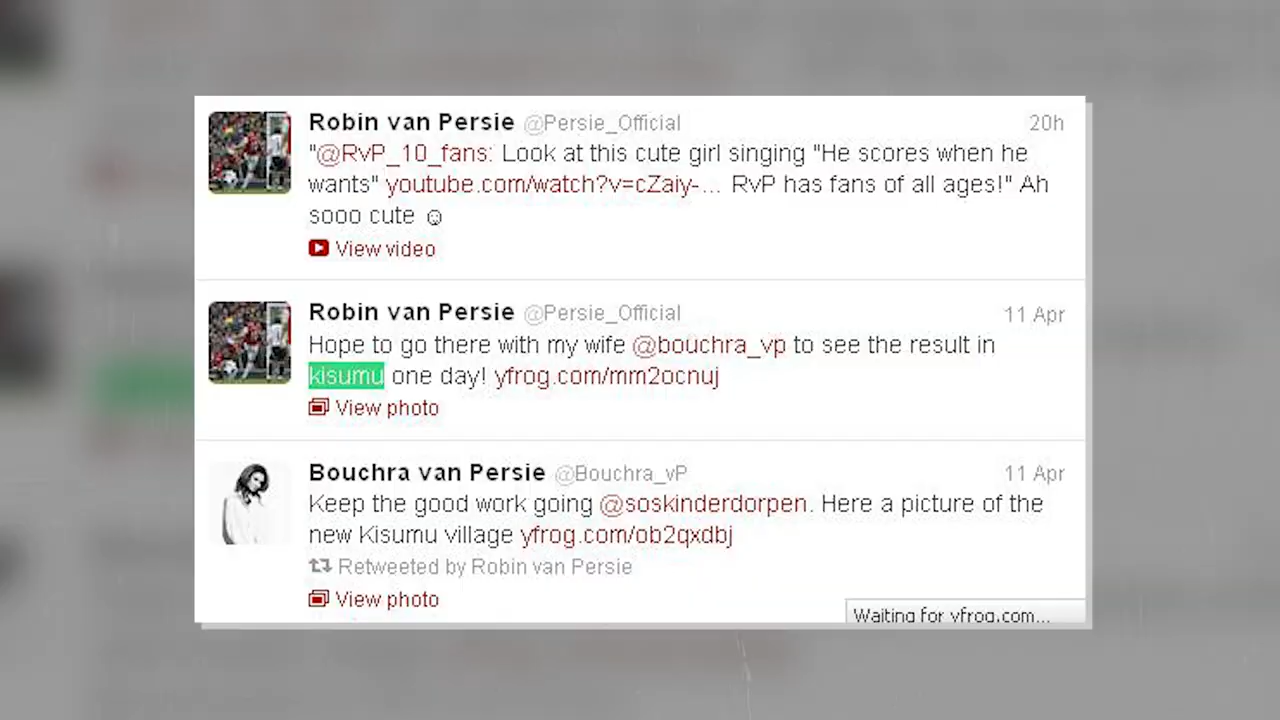 Robin van Persie @Persie_Official 20h
"@RvP_10_fans: Look at this cute girl singing "He scores when he
wants" youtube.com/watch?v=cZaiy-... RvP has fans of all ages!" Ah
sooo cute ☺
View video
Robin van Persie @Persie_Official 11 Apr
Hope to go there with my wife @bouchra_vp to see the result in
kisumu one day! yfrog.com/mm2ocnuj
View photo
Bouchra van Persie @Bouchra_vP 11 Apr
Keep the good work going @soskinderdorpen. Here a picture of the
new Kisumu village yfrog.com/ob2qxdbj
Retweeted by Robin van Persie
View photo
Waiting for yfrog.com...